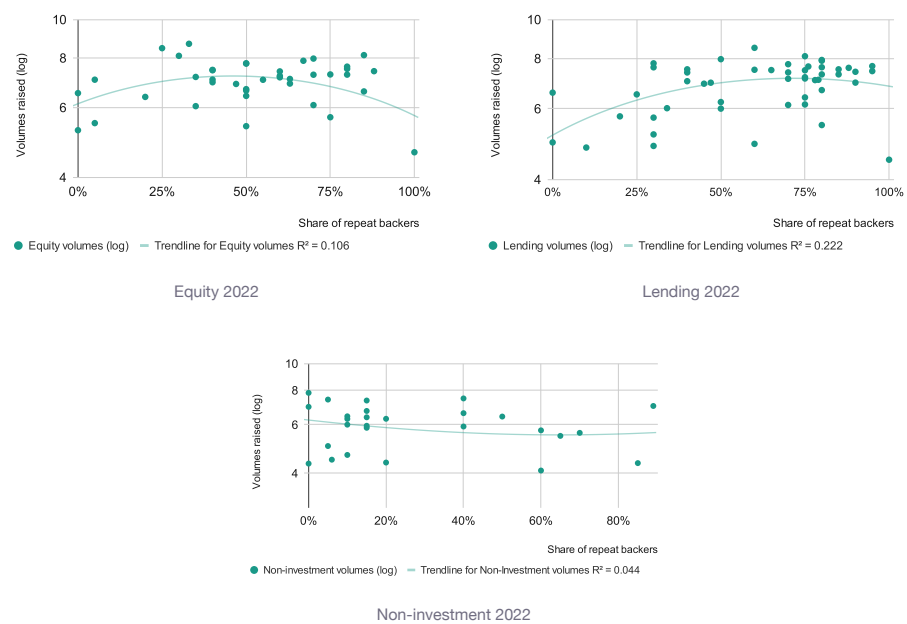 10
8
6
4
Volumes raised (log)
0% 25% 50% 75% 100%
Share of repeat backers
Equity volumes (log) Trendline for Equity volumes R² = 0.106
Equity 2022
10
8
6
4
Volumes raised (log)
0% 25% 50% 75% 100%
Share of repeat backers
Lending volumes (log) Trendline for Lending volumes R² = 0.222
Lending 2022
10
8
6
4
Volumes raised (log)
0% 20% 40% 60% 80%
Share of repeat backers
Non-investment volumes (log) Trendline for Non-Investment volumes R² = 0.044
Non-investment 2022